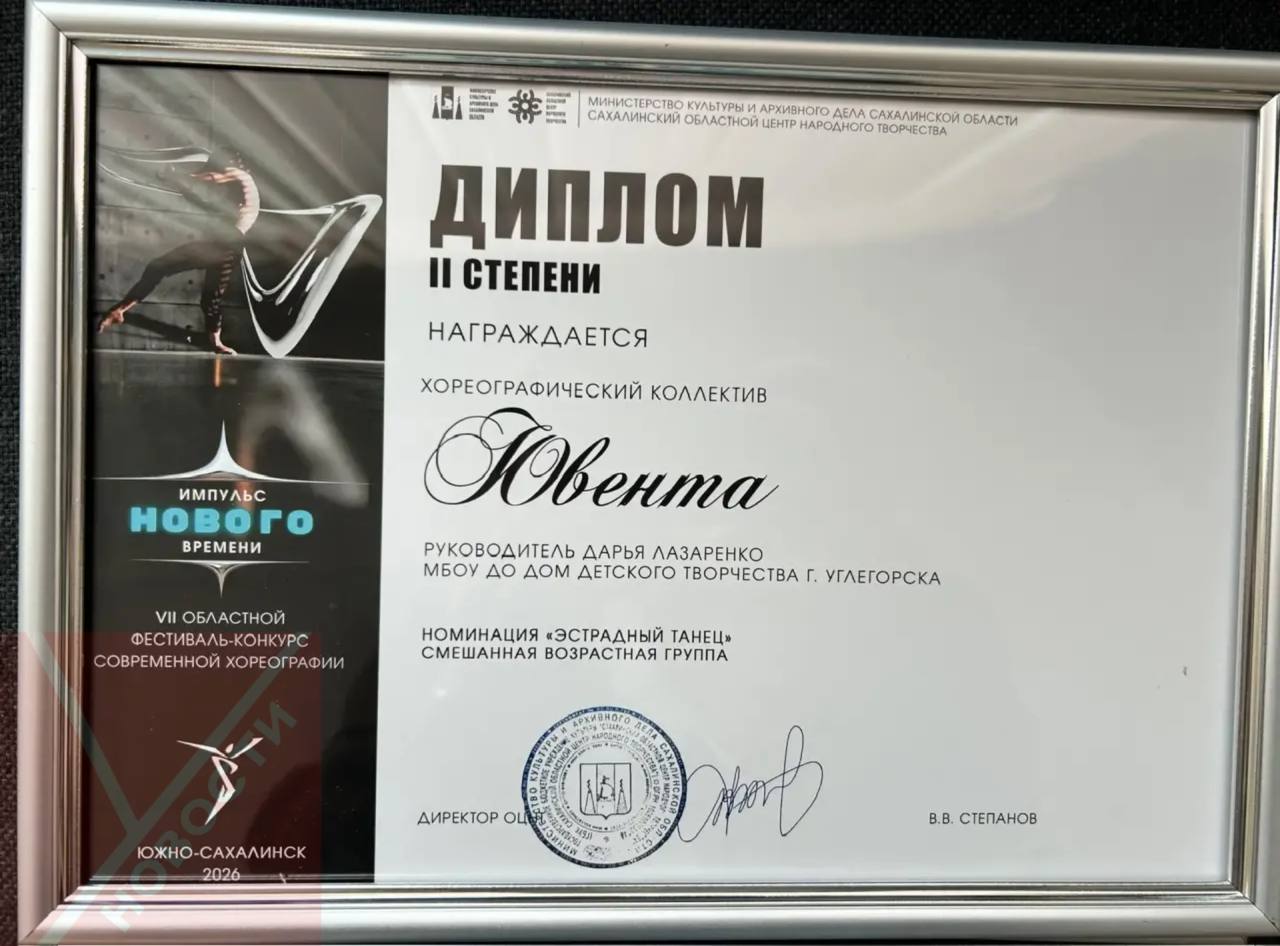 МИНИСТЕРСТВО КУЛЬТУРЫ И АРХИВНОГО ДЕЛА САХАЛИНСКОЙ ОБЛАСТИ
САХАЛИНСКИЙ ОБЛАСТНОЙ ЦЕНТР НАРОДНОГО ТВОРЧЕСТВА
ДИПЛОМ
II СТЕПЕНИ
НАГРАЖДАЕТСЯ
ХОРЕОГРАФИЧЕСКИЙ КОЛЛЕКТИВ
Ювента
РУКОВОДИТЕЛЬ ДАРЬЯ ЛАЗАРЕНКО
МБОУ ДО ДОМ ДЕТСКОГО ТВОРЧЕСТВА Г. УГЛЕГОРСКА
НОМИНАЦИЯ «ЭСТРАДНЫЙ ТАНЕЦ»
СМЕШАННАЯ ВОЗРАСТНАЯ ГРУППА
ДИРЕКТОР
В.В. СТЕПАНОВ
ИМПУЛЬС
НОВОГО
ВРЕМЕНИ
VII ОБЛАСТНОЙ
ФЕСТИВАЛЬ-КОНКУРС
СОВРЕМЕННОЙ ХОРЕОГРАФИИ
ЮЖНО-САХАЛИНСК
2026
НОВОСТИ